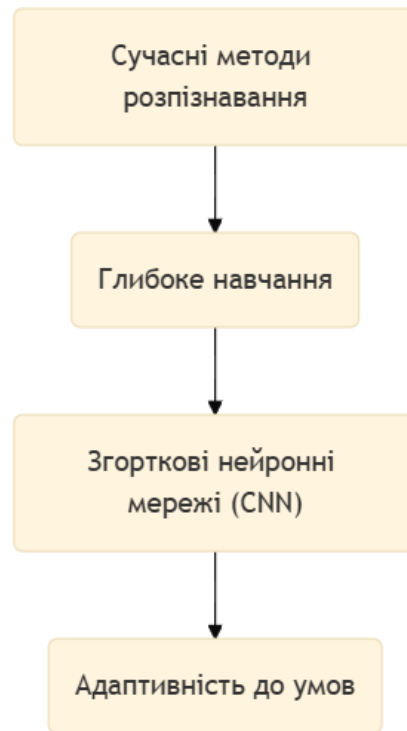 Сучасні методи
розпізнавання
Глибоке навчання
Згорткові нейронні
мережі (CNN)
Адаптивність до умов